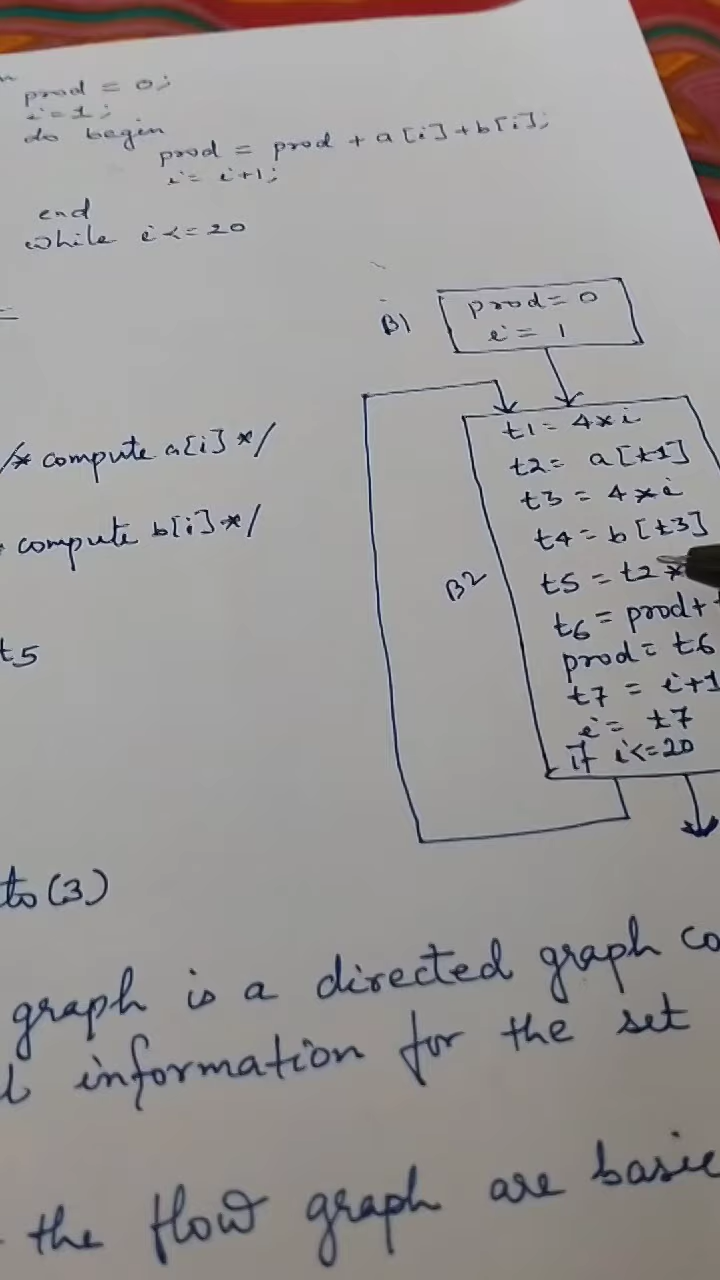 prod = 0;
i = 1;
do begin
prod = prod + a[i] + b[i];
i = i+1;
end
while i <= 20
B1
prod = 0
i = 1
t1 = 4*i
/* compute a[i] */
t2 = a[t1]
t3 = 4*i
compute b[i] */
t4 = b[t3]
B2
t5 = t2 *
t6 = prod +
t5
prod = t6
t7 = i+1
i = t7
if i<=20
to (3)
graph is a directed graph co
information for the set
the flow graph are basic